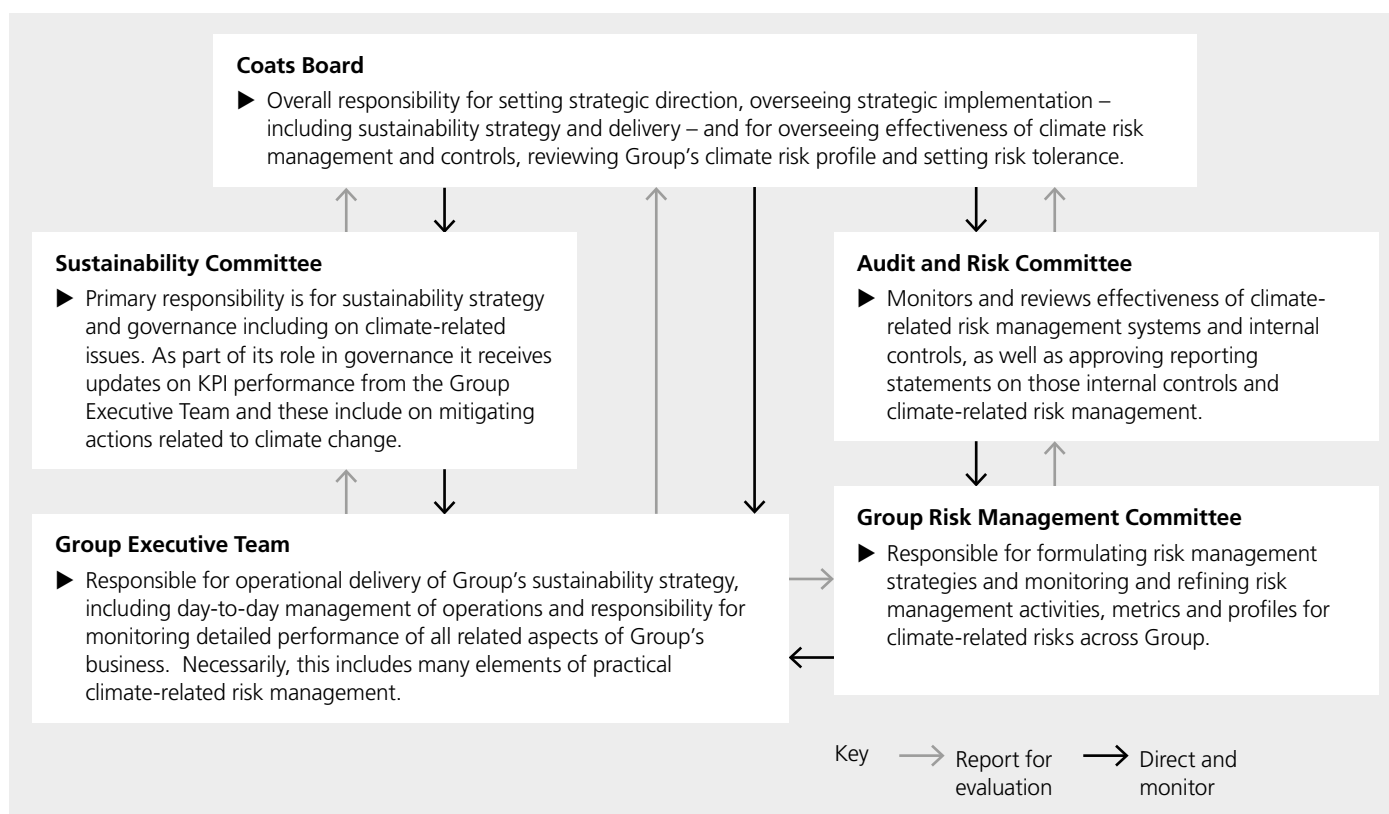 Coats Board
▶ Overall responsibility for setting strategic direction, overseeing strategic implementation –
including sustainability strategy and delivery – and for overseeing effectiveness of climate risk
management and controls, reviewing Group’s climate risk profile and setting risk tolerance.
Sustainability Committee
▶ Primary responsibility is for sustainability strategy
and governance including on climate-related
issues. As part of its role in governance it receives
updates on KPI performance from the Group
Executive Team and these include on mitigating
actions related to climate change.
Audit and Risk Committee
▶ Monitors and reviews effectiveness of climate-
related risk management systems and internal
controls, as well as approving reporting
statements on those internal controls and
climate-related risk management.
Group Executive Team
▶ Responsible for operational delivery of Group’s sustainability strategy,
including day-to-day management of operations and responsibility for
monitoring detailed performance of all related aspects of Group’s
business.  Necessarily, this includes many elements of practical
climate-related risk management.
Group Risk Management Committee
▶ Responsible for formulating risk management
strategies and monitoring and refining risk
management activities, metrics and profiles for
climate-related risks across Group.
Key
Report for
evaluation
Direct and
monitor